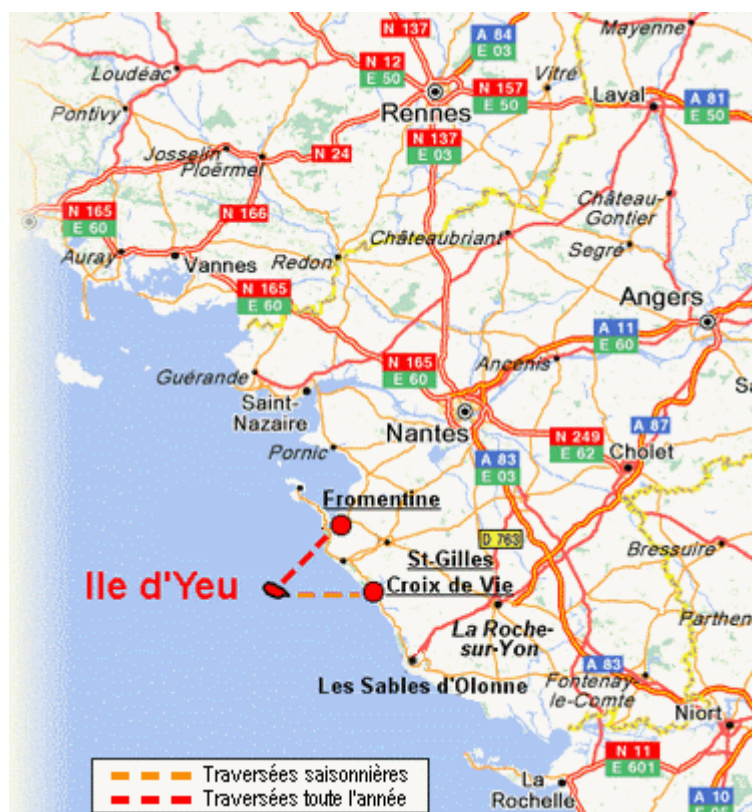 N 137
A 84
E 03
Mayenne
N 12
E 50
Loudéac
Vitré
N 157
E 50
Laval
A 81
E 50
Pontivy
Rennes
N 137
E 03
Josselin
Ploërmel
N 24
Château-
Gontier
N 165
E 60
N 166
Châteaubriant
Segré
Auray
Vannes
Redon
N 165
E 60
Angers
A 11
E 60
Guérande
N 165
E 60
Ancenis
Saint-
Nazaire
Nantes
A 87
N 249
E 62
Cholet
Pornic
A 83
E 03
Fromentine
D 763
Bressuire
St-Gilles
Croix de Vie
Ile d'Yeu
La Roche-
sur-Yon
Parthen
A 83
Les Sables d'Olonne
Fontenay-
le-Comte
Niort
N 11
E 601
La
Rochelle
A 10
Traversées saisonnières
Traversées toute l'année